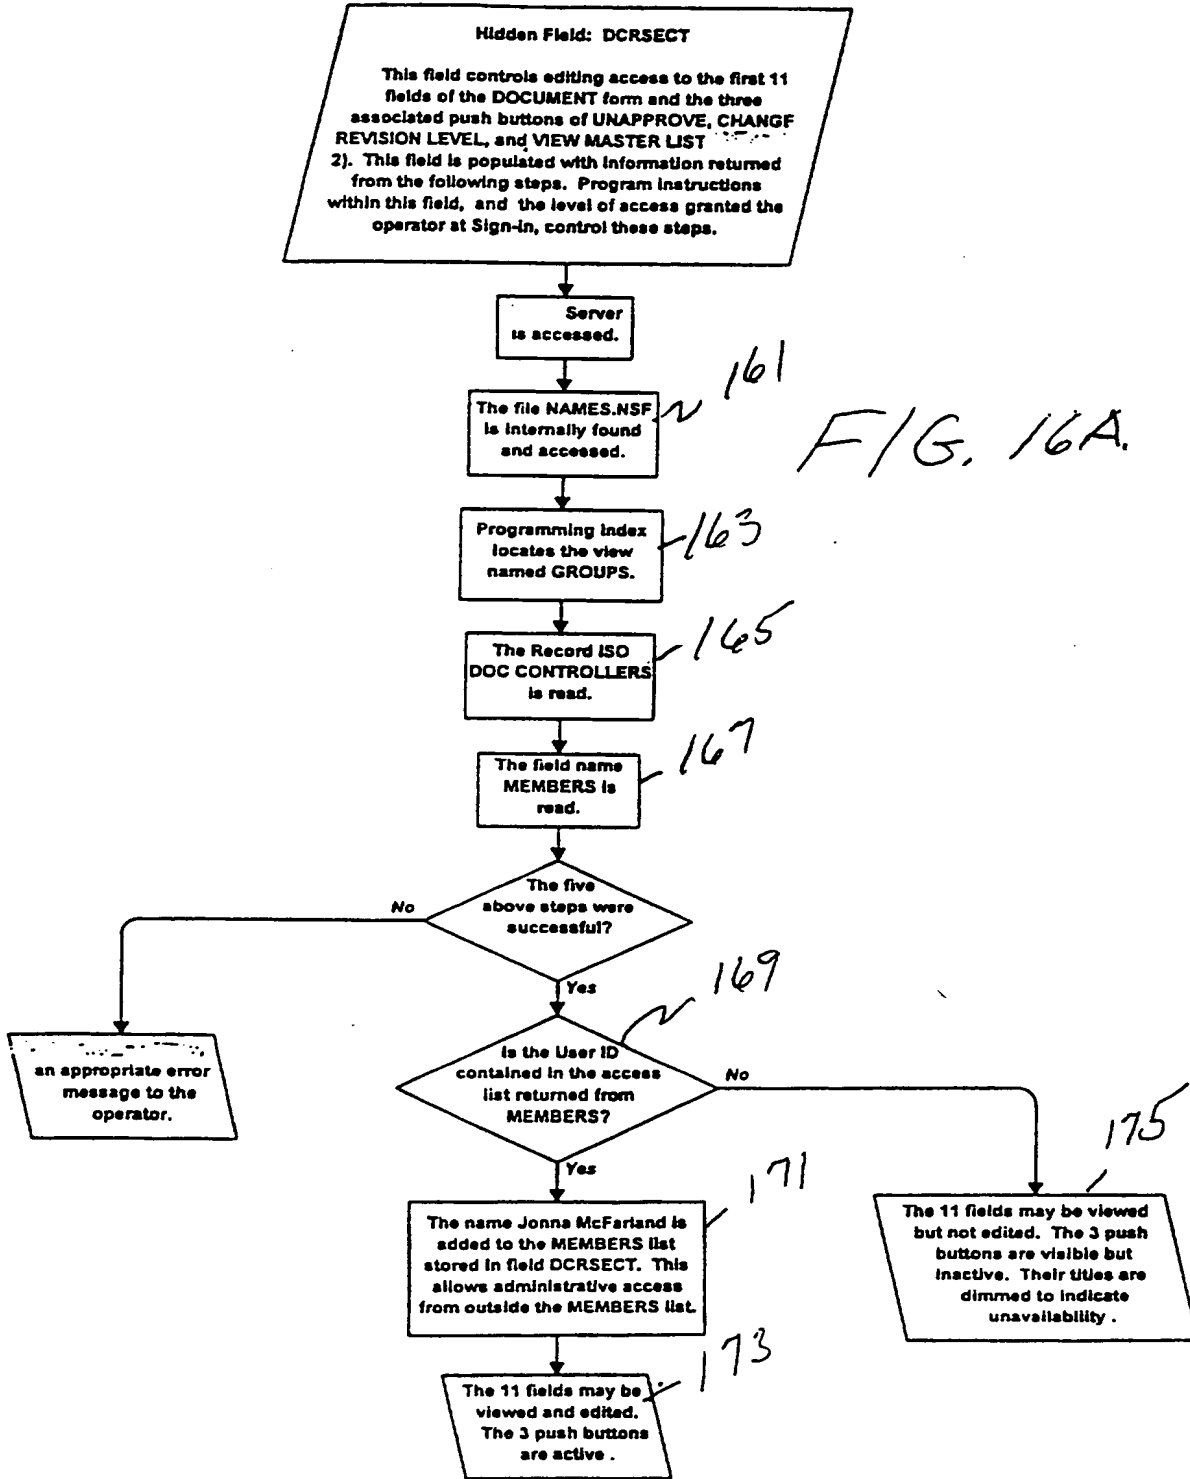 Hidden Field: DCRSECT
This field controls editing access to the first 11
fields of the DOCUMENT form and the three
associated push buttons of UNAPPROVE, CHANGE
REVISION LEVEL, and VIEW MASTER LIST
2). This field is populated with information returned
from the following steps. Program instructions
within this field, and the level of access granted the
operator at Sign-in, control these steps.
Server
is accessed.
161
The file NAMES.NSF
is internally found
and accessed.
FIG. 16A.
Programming index
locates the view
named GROUPS.
163
The Record ISO
DOC CONTROLLERS
is read.
165
The field name
MEMBERS is
read.
167
The five
above steps were
successful?
No
Yes
169
an appropriate error
message to the
operator.
Is the User ID
contained in the access
list returned from
MEMBERS?
No
Yes
175
171
The name Jonna McFarland is
added to the MEMBERS list
stored in field DCRSECT. This
allows administrative access
from outside the MEMBERS list.
The 11 fields may be viewed
but not edited. The 3 push
buttons are visible but
inactive. Their titles are
dimmed to indicate
unavailability .
173
The 11 fields may be
viewed and edited.
The 3 push buttons
are active .